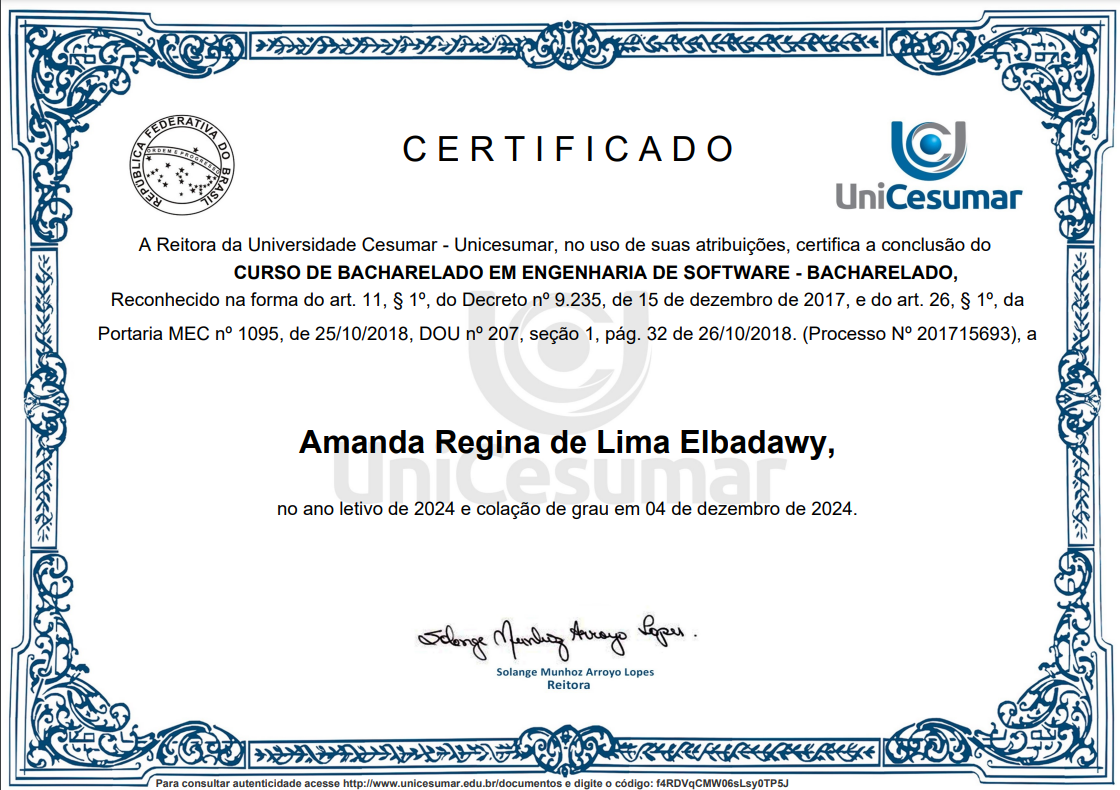 REPÚBLICA FEDERATIVA DO BRASIL
ORDEM E PROGRESSO
CERTIFICADO
UniCesumar
A Reitora da Universidade Cesumar - Unicesumar, no uso de suas atribuições, certifica a conclusão do
CURSO DE BACHARELADO EM ENGENHARIA DE SOFTWARE - BACHARELADO,
Reconhecido na forma do art. 11, § 1º, do Decreto nº 9.235, de 15 de dezembro de 2017, e do art. 26, § 1º, da
Portaria MEC nº 1095, de 25/10/2018, DOU nº 207, seção 1, pág. 32 de 26/10/2018. (Processo Nº 201715693), a
Amanda Regina de Lima Elbadawy,
UniCesumar
no ano letivo de 2024 e colação de grau em 04 de dezembro de 2024.
Solange Munhoz Arroyo Lopes.
Solange Munhoz Arroyo Lopes
Reitora
Para consultar autenticidade acesse http://www.unicesumar.edu.br/documentos e digite o código: f4RDVqCMW06sLsy0TP5J